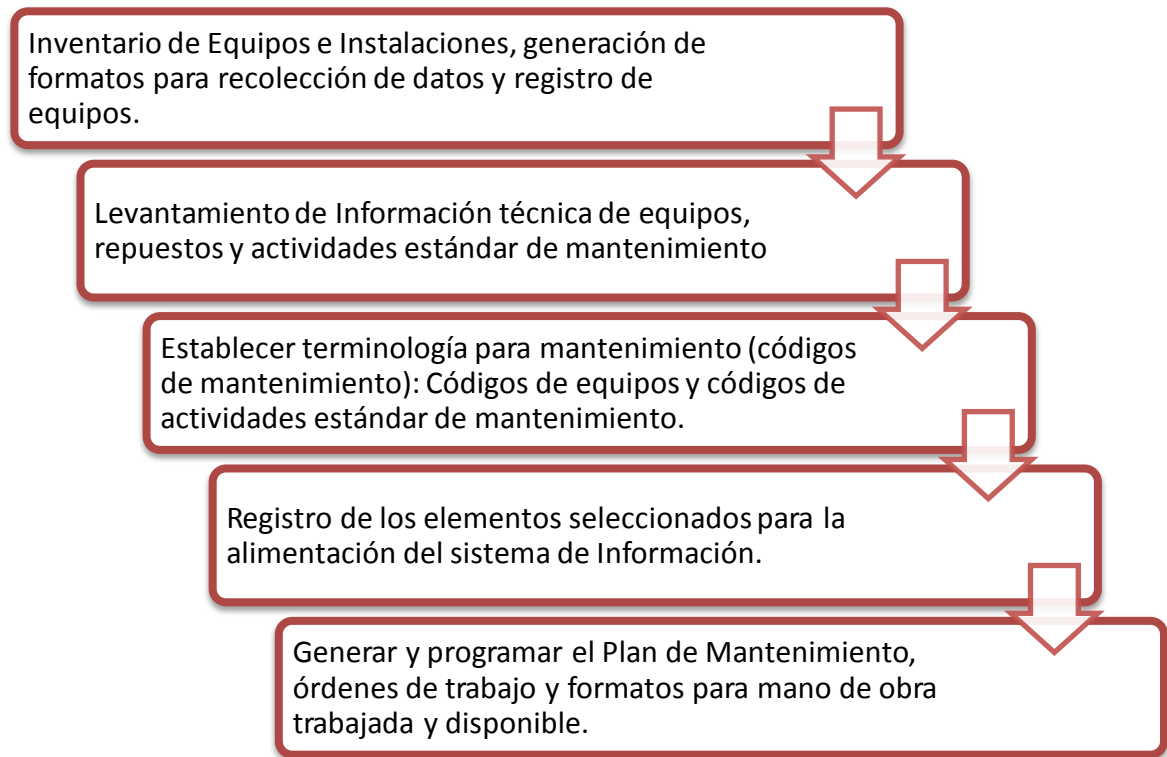 Inventario de Equipos e Instalaciones, generación de
formatos para recolección de datos y registro de
equipos.
Levantamiento de Información técnica de equipos,
repuestos y actividades estándar de mantenimiento
Establecer terminología para mantenimiento (códigos
de mantenimiento): Códigos de equipos y códigos de
actividades estándar de mantenimiento.
Registro de los elementos seleccionados para la
alimentación del sistema de Información.
Generar y programar el Plan de Mantenimiento,
órdenes de trabajo y formatos para mano de obra
trabajada y disponible.